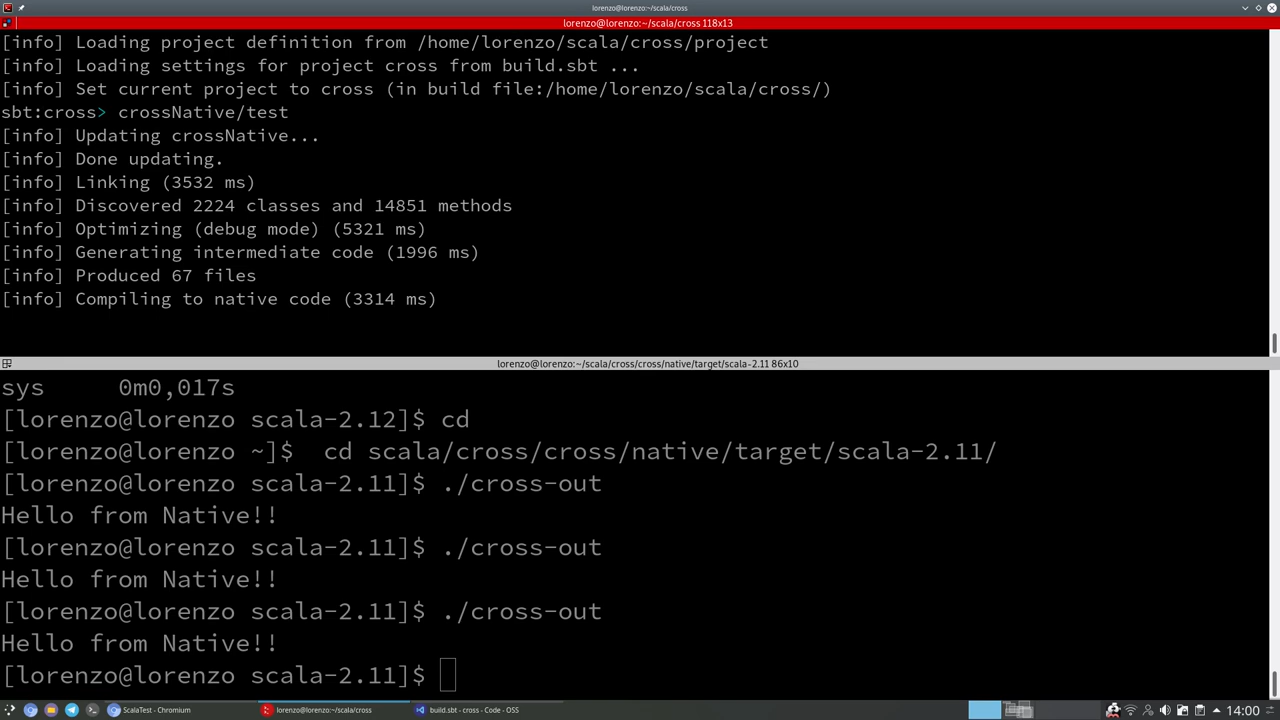 lorenzo@lorenzo:~/scala/cross
lorenzo@lorenzo:~/scala/cross 118x13
[info] Loading project definition from /home/lorenzo/scala/cross/project
[info] Loading settings for project cross from build.sbt ...
[info] Set current project to cross (in build file:/home/lorenzo/scala/cross/)
sbt:cross> crossNative/test
[info] Updating crossNative...
[info] Done updating.
[info] Linking (3532 ms)
[info] Discovered 2224 classes and 14851 methods
[info] Optimizing (debug mode) (5321 ms)
[info] Generating intermediate code (1996 ms)
[info] Produced 67 files
[info] Compiling to native code (3314 ms)
lorenzo@lorenzo:~/scala/cross/cross/native/target/scala-2.11 86x10
sys 0m0,017s
[lorenzo@lorenzo scala-2.12]$ cd
[lorenzo@lorenzo ~]$ cd scala/cross/cross/native/target/scala-2.11/
[lorenzo@lorenzo scala-2.11]$ ./cross-out
Hello from Native!!
[lorenzo@lorenzo scala-2.11]$ ./cross-out
Hello from Native!!
[lorenzo@lorenzo scala-2.11]$ ./cross-out
Hello from Native!!
[lorenzo@lorenzo scala-2.11]$
ScalaTest - Chromium lorenzo@lorenzo:~/scala/cross build.sbt - cross - Code - OSS 14:00